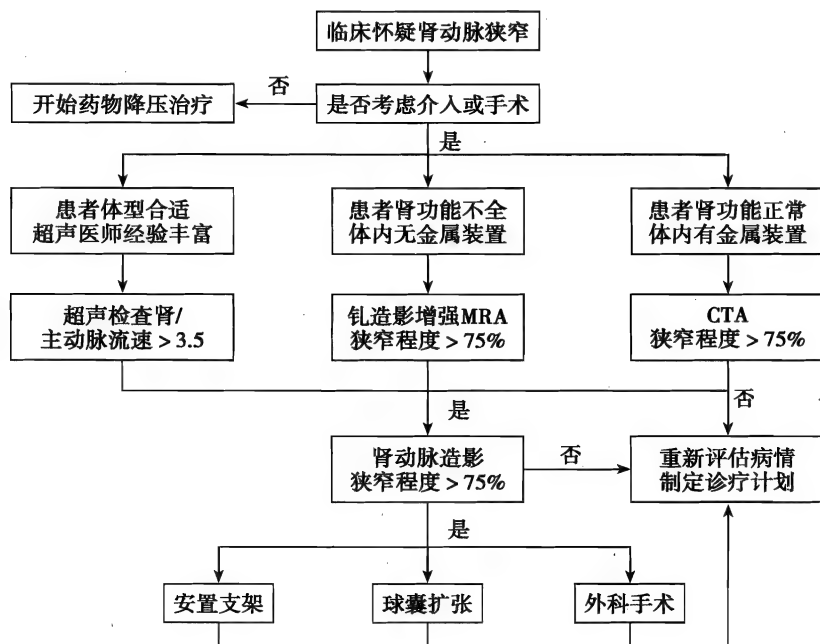 临床怀疑肾动脉狭窄
否
开始药物降压治疗
是否考虑介入或手术
是
患者体型合适
超声医师经验丰富
患者肾功能不全
体内无金属装置
患者肾功能正常
体内有金属装置
超声检查肾/
主动脉流速>3.5
钆造影增强MRA
狭窄程度>75%
CTA
狭窄程度>75%
是
否
肾动脉造影
狭窄程度>75%
否
重新评估病情
制定诊疗计划
是
安置支架
球囊扩张
外科手术